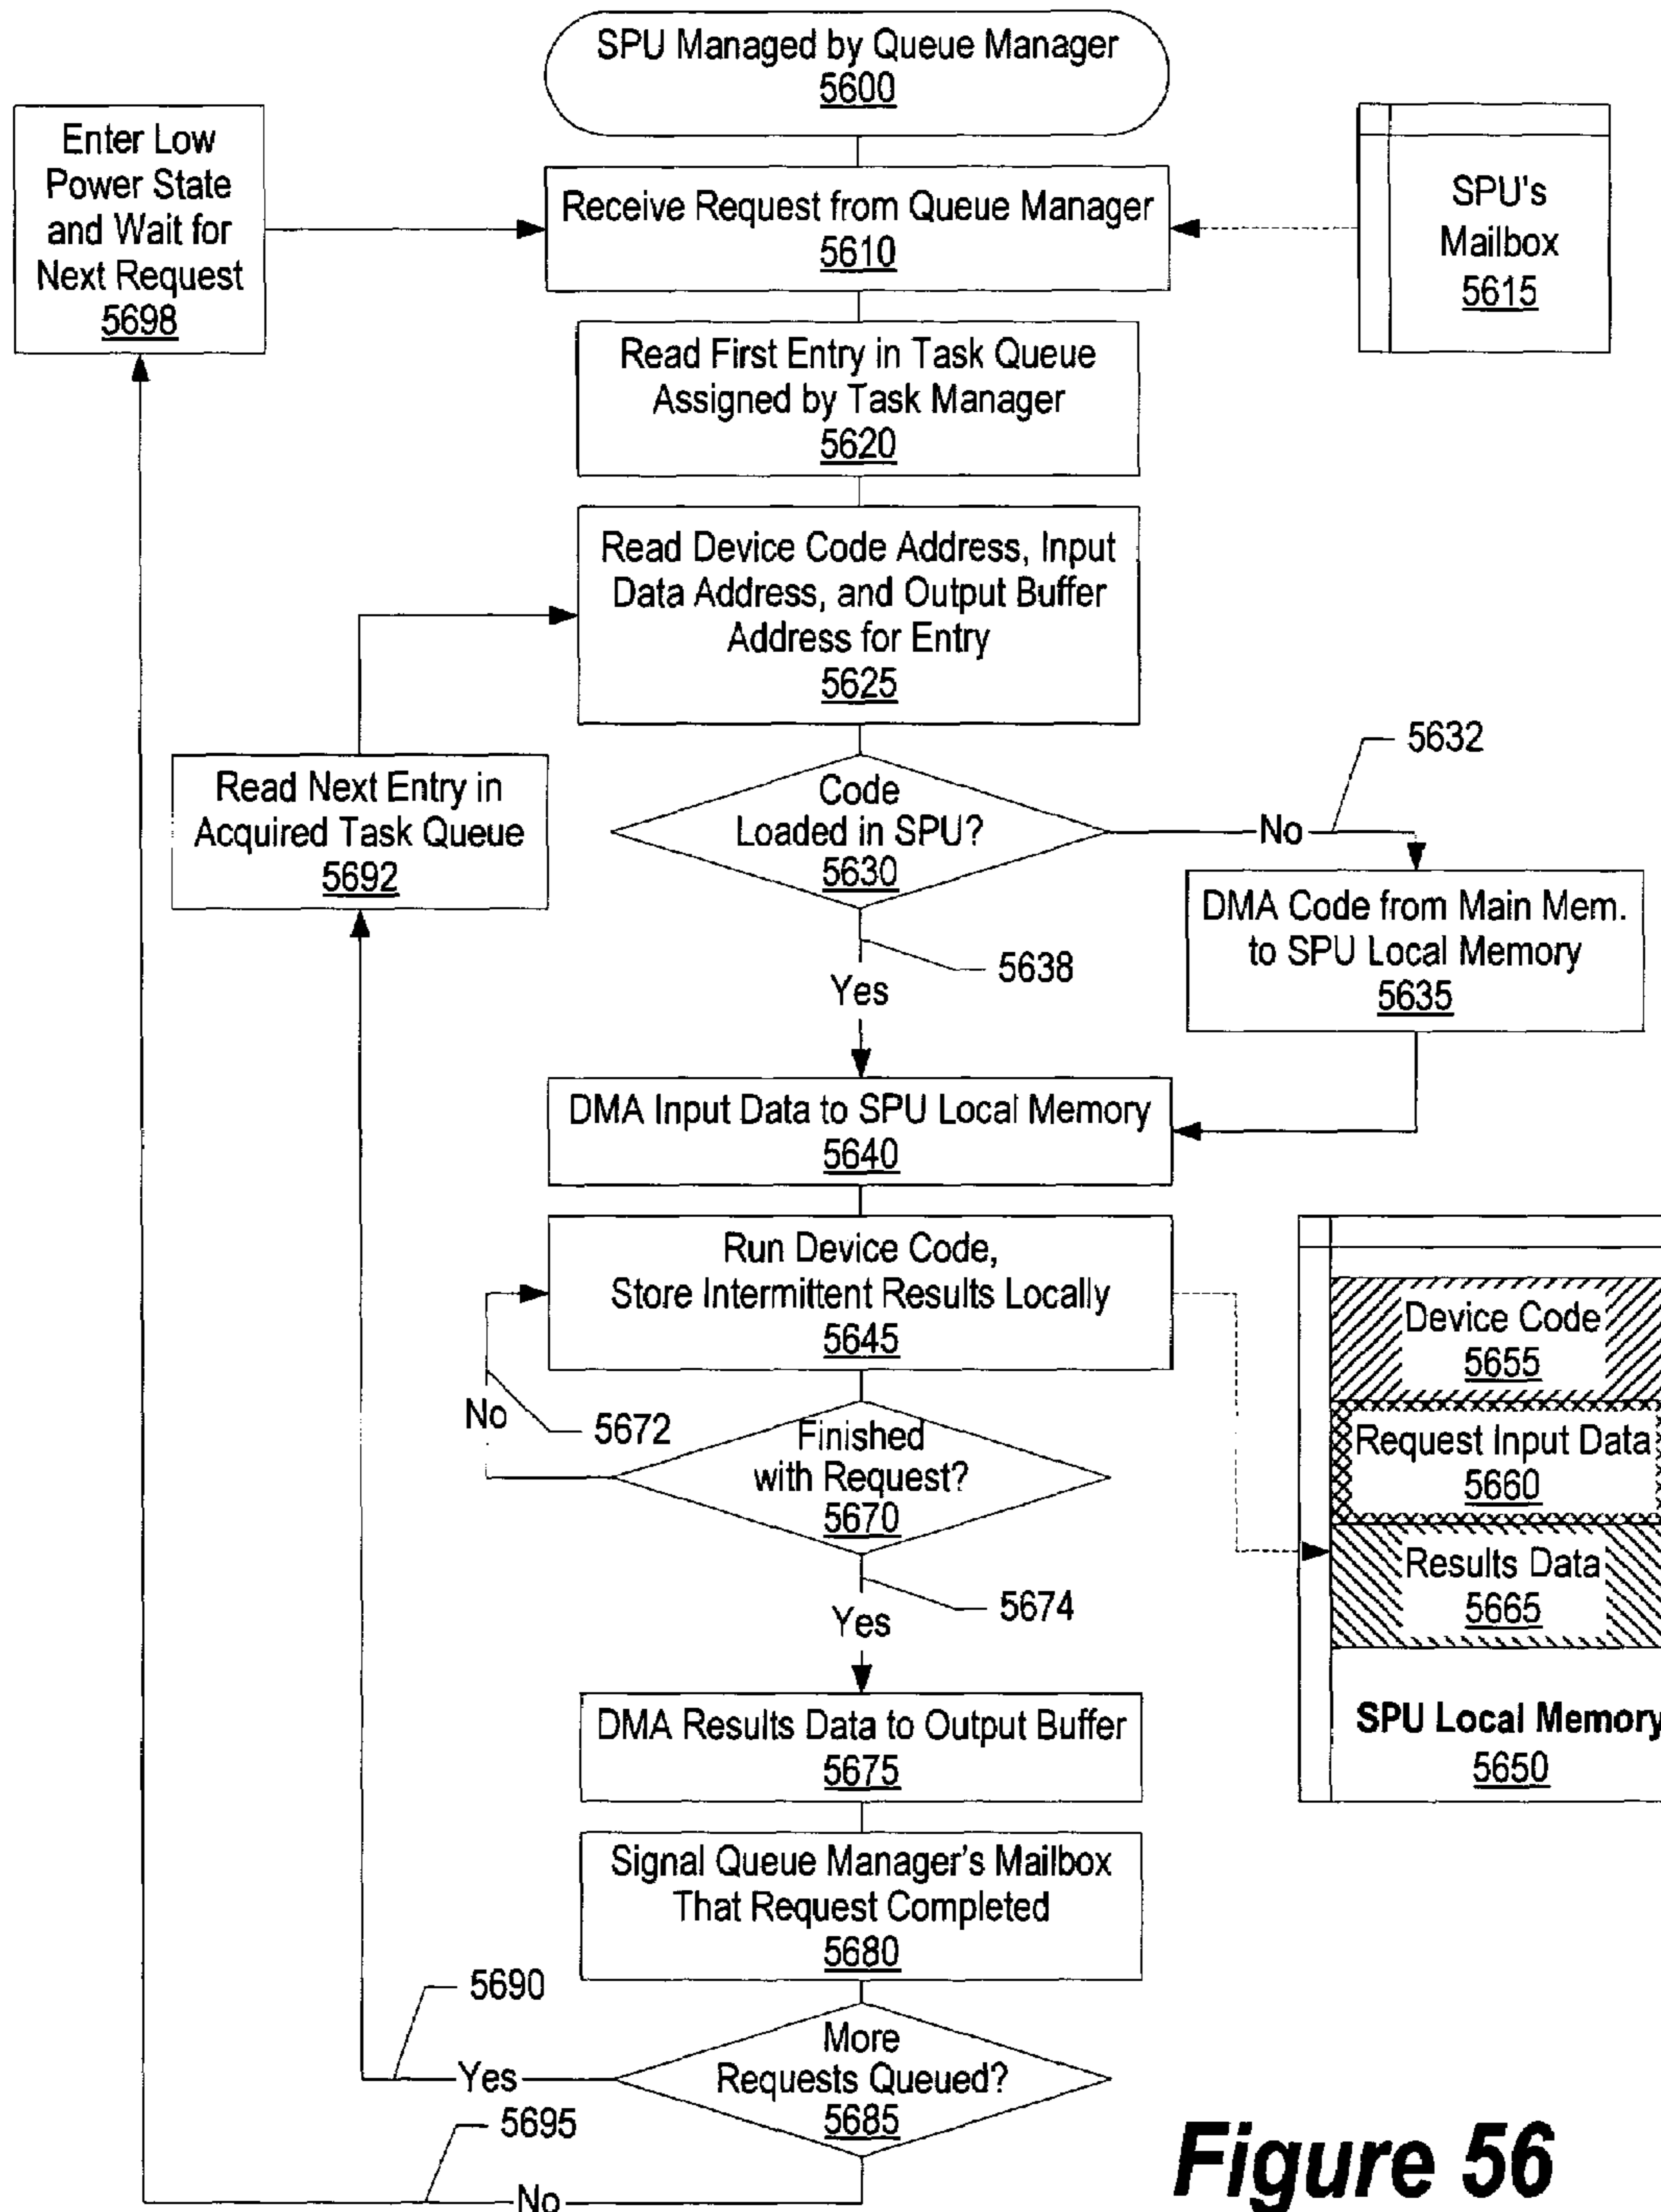 SPU Managed by Queue Manager
5600
Enter Low
Power State
and Wait for
Next Request
5698
Receive Request from Queue Manager
5610
SPU's
Mailbox
5615
Read First Entry in Task Queue
Assigned by Task Manager
5620
Read Device Code Address, Input
Data Address, and Output Buffer
Address for Entry
5625
Read Next Entry in
Acquired Task Queue
5692
Code
Loaded in SPU?
5630
5632
No
DMA Code from Main Mem.
to SPU Local Memory
5635
5638
Yes
DMA Input Data to SPU Local Memory
5640
Run Device Code,
Store Intermittent Results Locally
5645
Device Code
5655
Request Input Data
5660
Results Data
5665
SPU Local Memory
5650
No
5672
Finished
with Request?
5670
5674
Yes
DMA Results Data to Output Buffer
5675
Signal Queue Manager's Mailbox
That Request Completed
5680
5690
Yes
More
Requests Queued?
5685
5695
No
Figure 56